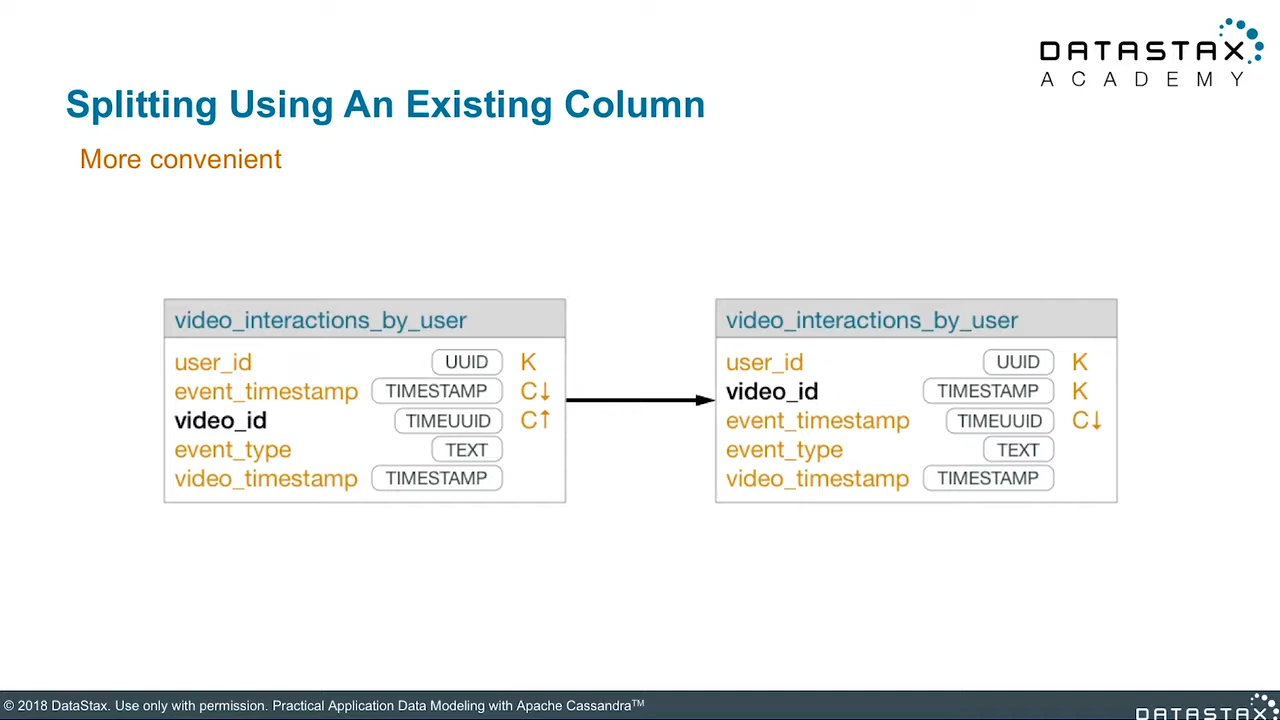 DATASTAX
ACADEMY
Splitting Using An Existing Column
More convenient
video_interactions_by_user
user_id UUID K
event_timestamp TIMESTAMP C↓
video_id TIMEUUID C↑
event_type TEXT
video_timestamp TIMESTAMP
video_interactions_by_user
user_id UUID K
video_id TIMESTAMP K
event_timestamp TIMEUUID C↓
event_type TEXT
video_timestamp TIMESTAMP
© 2018 DataStax. Use only with permission. Practical Application Data Modeling with Apache Cassandra™
DATASTAX